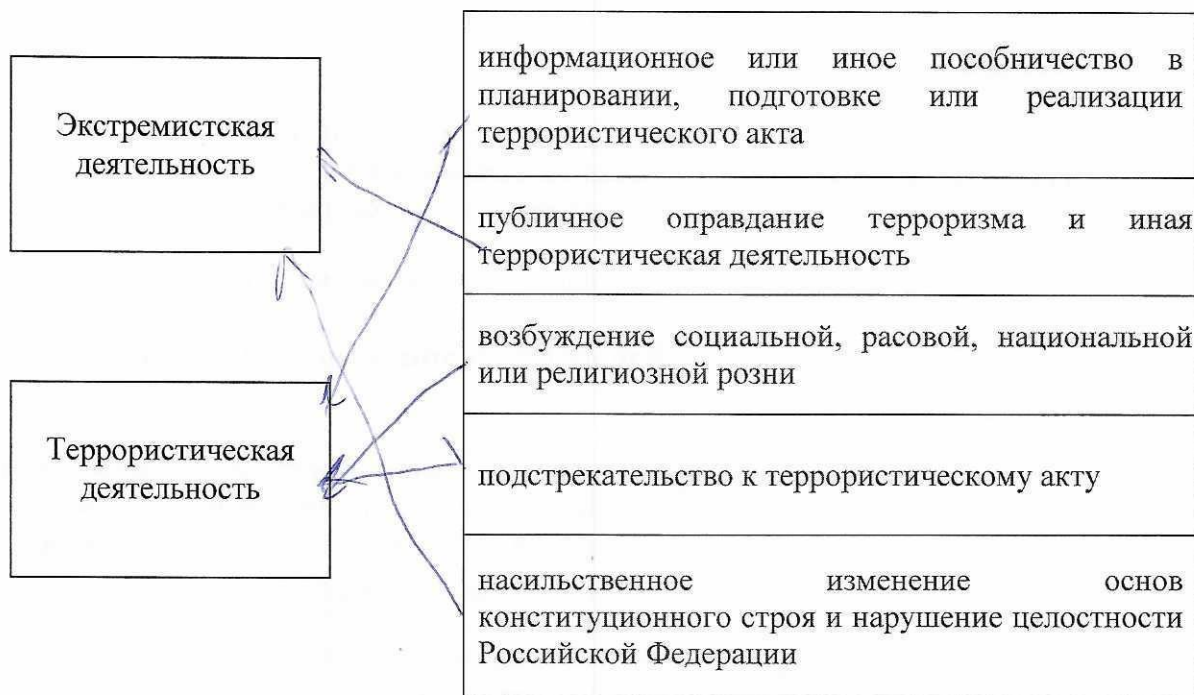 Экстремистская
деятельность
Террористическая
деятельность
информационное или иное пособничество в
планировании, подготовке или реализации
террористического акта
публичное оправдание терроризма и иная
террористическая деятельность
возбуждение социальной, расовой, национальной
или религиозной розни
подстрекательство к террористическому акту
насильственное изменение основ
конституционного строя и нарушение целостности
Российской Федерации